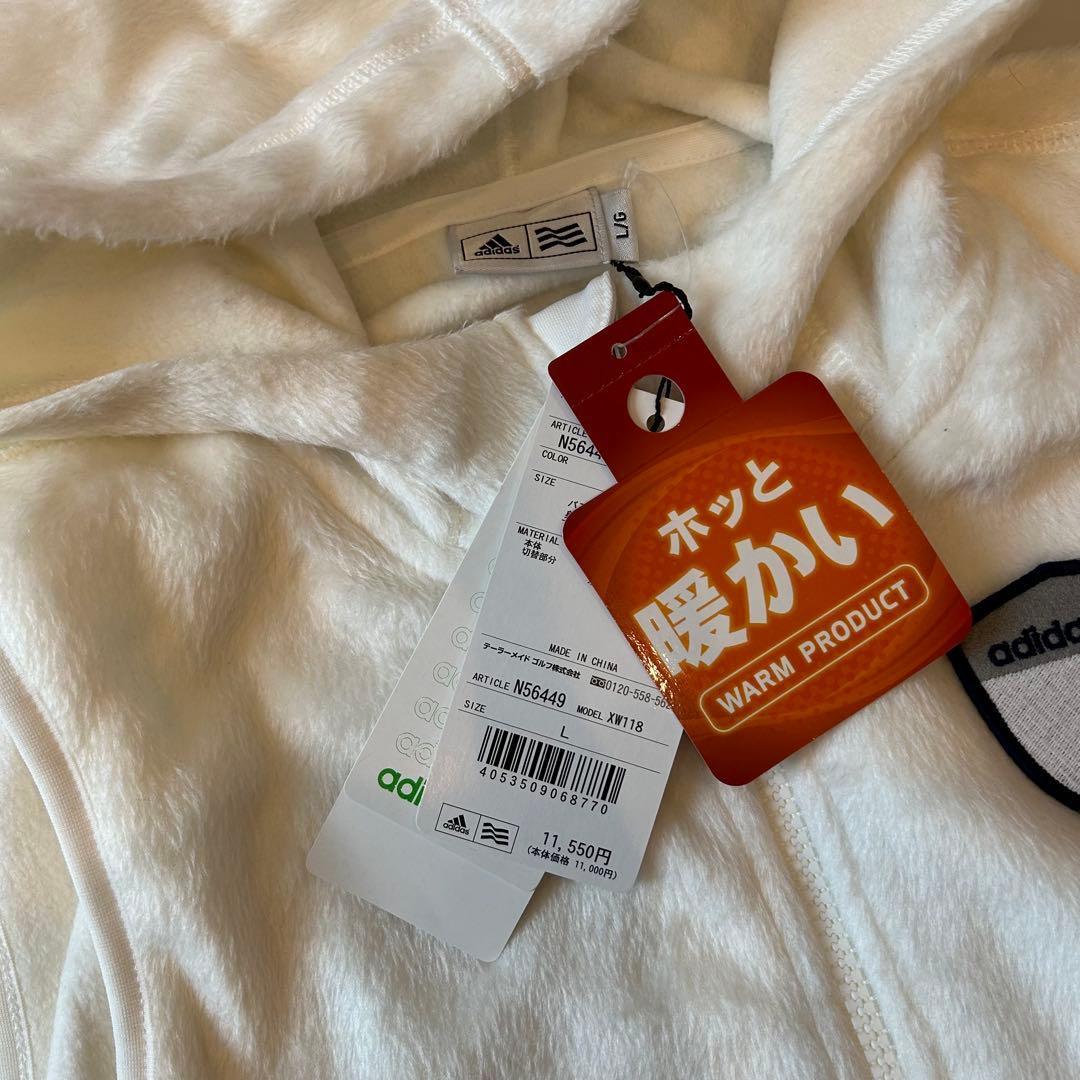 adidas
L/G
ホッと
暖かい
WARM PRODUCT
ARTICLE
N5644
COLOR
SIZE
MATERIAL
本体
切替部分
MADE IN CHINA
テーラーメイド ゴルフ株式会社 0120-558-562
ARTICLE N56449 MODEL XW118
SIZE
L
4053509068770
adidas
11,550円
(本体価格 11,000円)
adi
adida